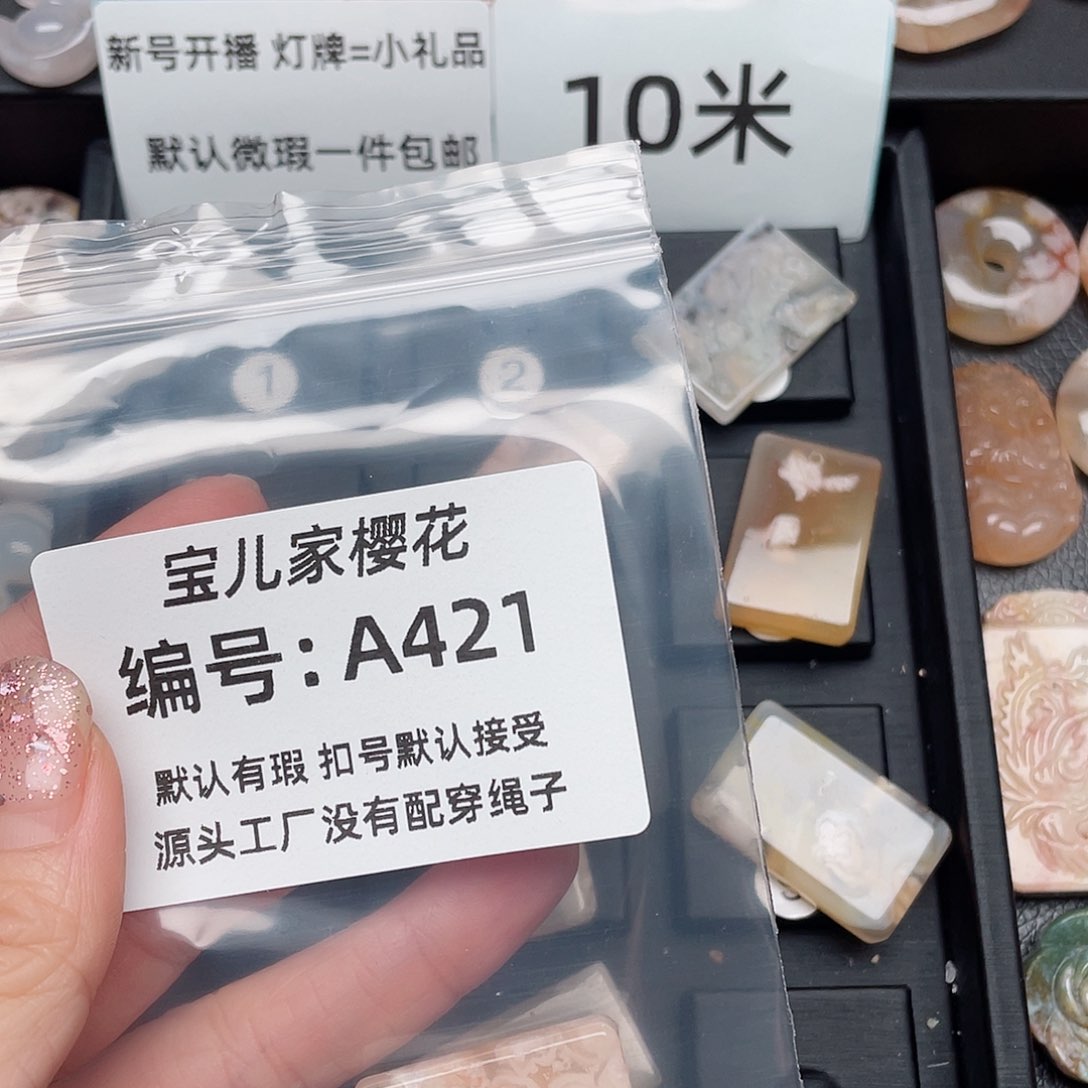 新号开播 灯牌=小礼品
默认微瑕一件包邮
10米
1
2
宝儿家樱花
编号:A421
默认有瑕 扣号默认接受
源头工厂没有配穿绳子